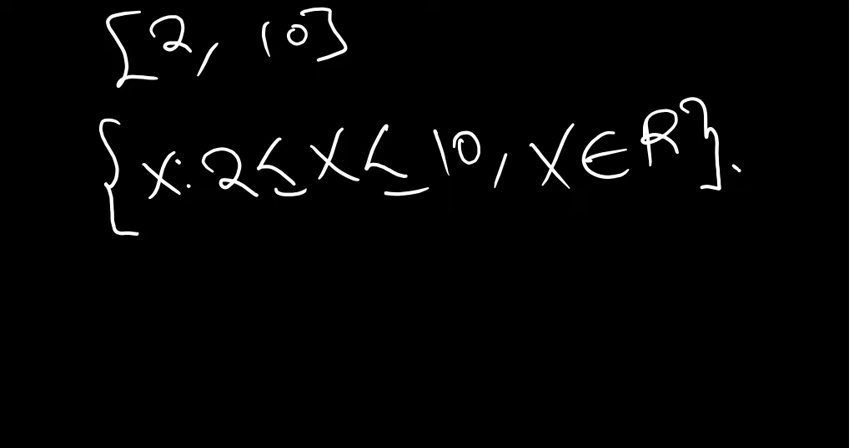 [2, 10]
{x: 2 ≤ x ≤ 10, x ∈ R}.